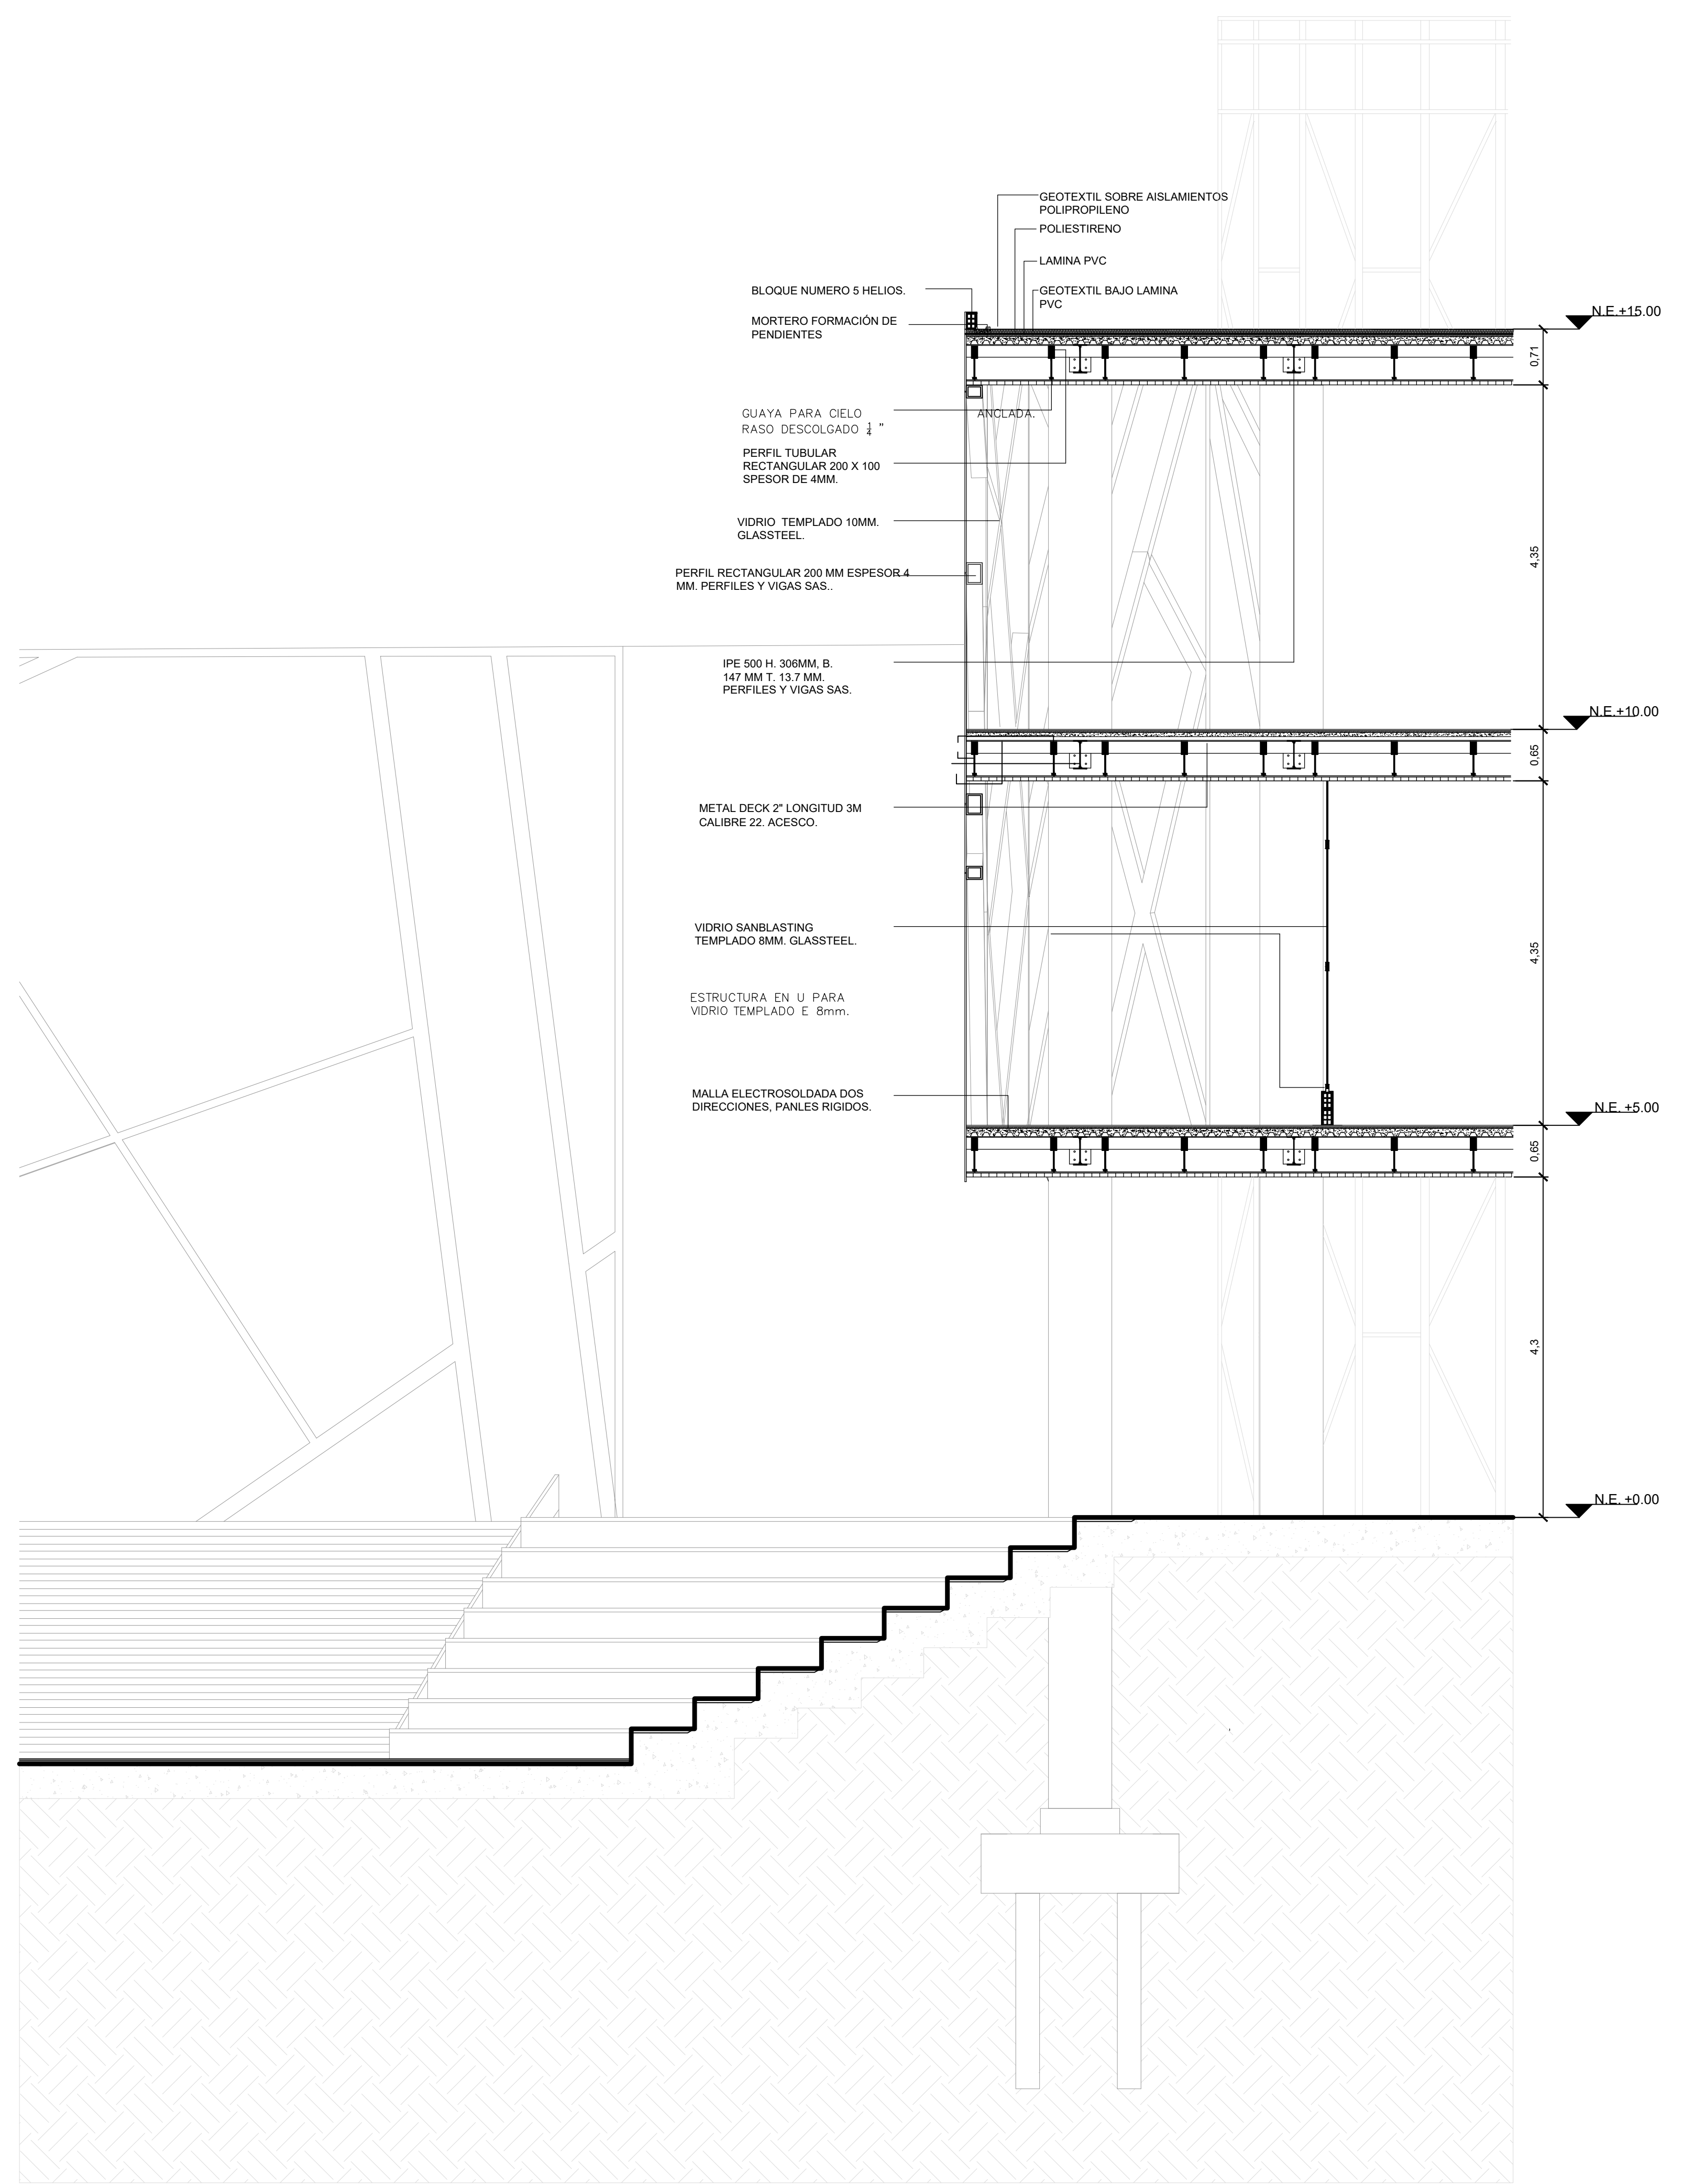 GEOTEXTIL SOBRE AISLAMIENTOS
POLIPROPILENO
POLIESTIRENO
LAMINA PVC
BLOQUE NUMERO 5 HELIOS.
GEOTEXTIL BAJO LAMINA
PVC
N.E.+15.00
MORTERO FORMACIÓN DE
PENDIENTES
0,71
GUAYA PARA CIELO ANCLADA.
RASO DESCOLGADO 1/4 "
PERFIL TUBULAR
RECTANGULAR 200 X 100
SPESOR DE 4MM.
VIDRIO TEMPLADO 10MM.
GLASSTEEL.
4,35
PERFIL RECTANGULAR 200 MM ESPESOR 4
MM. PERFILES Y VIGAS SAS..
IPE 500 H. 306MM, B.
147 MM T. 13.7 MM.
PERFILES Y VIGAS SAS.
N.E.+10.00
0,65
METAL DECK 2" LONGITUD 3M
CALIBRE 22. ACESCO.
VIDRIO SANBLASTING
TEMPLADO 8MM. GLASSTEEL.
4,35
ESTRUCTURA EN U PARA
VIDRIO TEMPLADO E 8mm.
MALLA ELECTROSOLDADA DOS
DIRECCIONES, PANLES RIGIDOS.
N.E. +5.00
0,65
4,3
N.E. +0.00